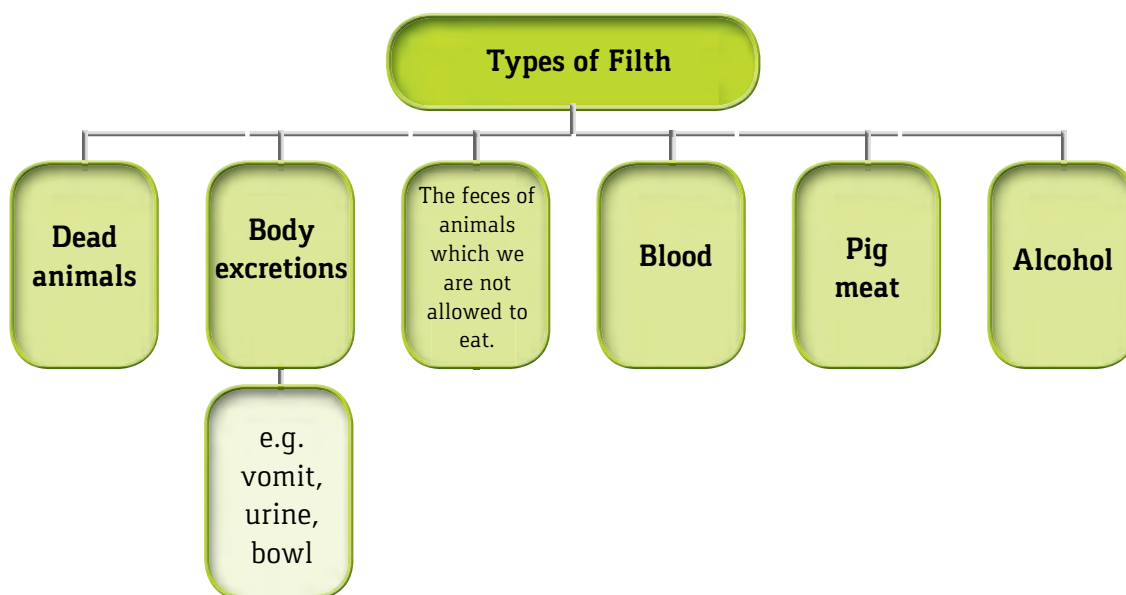 Types of Filth
Dead
animals
Body
excretions
The feces of
animals
which we
are not
allowed to
eat.
Blood
Pig
meat
Alcohol
e.g.
vomit,
urine,
bowl